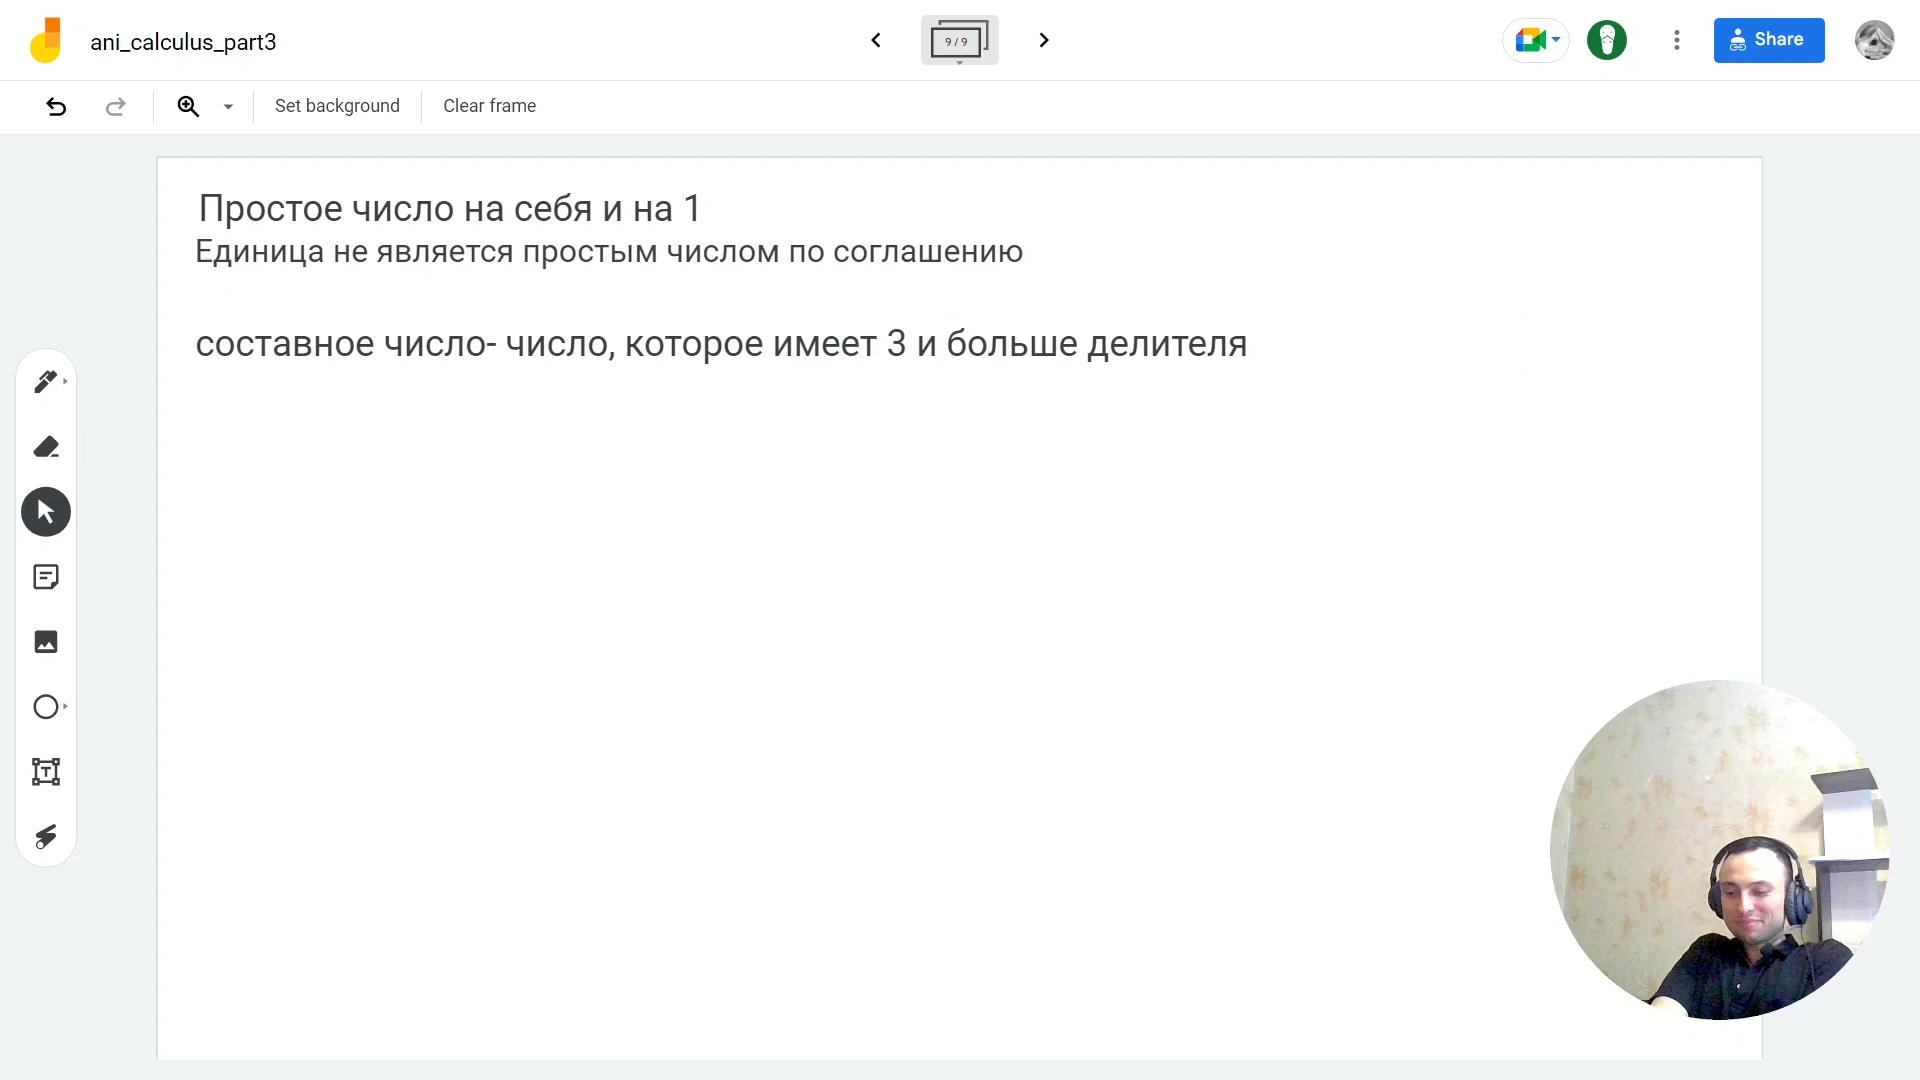 ani_calculus_part3
9 / 9
Share
Set background
Clear frame
Простое число на себя и на 1
Единица не является простым числом по соглашению
составное число- число, которое имеет 3 и больше делителя